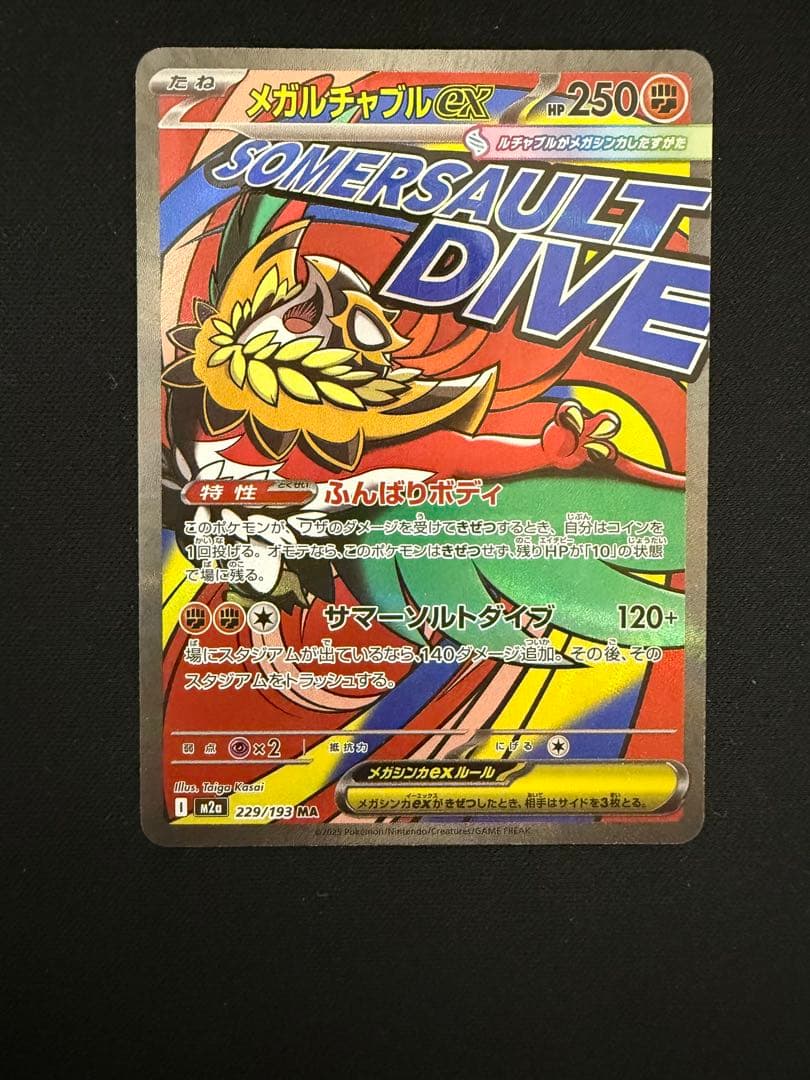 たね
メガルチャブルex
HP 250
ルチャブルがメガシンカしたすがた
SOMERSAULT
DIVE
特性 とくせい
ふんばりボディ
このポケモンが、ワザのダメージを受けてきぜつするとき、自分はコインを
1回投げる。オモテなら、このポケモンはきぜつせず、残りHPが「10」の状態
で場に残る。
サマーソルトダイブ 120+
場にスタジアムが出ているなら、140ダメージ追加。その後、その
スタジアムをトラッシュする。
弱点 ×2 抵抗力 にげる
メガシンカexルール
メガシンカexがきぜつしたとき、相手はサイドを3枚とる。
Illus. Taiga Kasai
I m2a 229/193 MA
©2025 Pokémon/Nintendo/Creatures/GAME FREAK